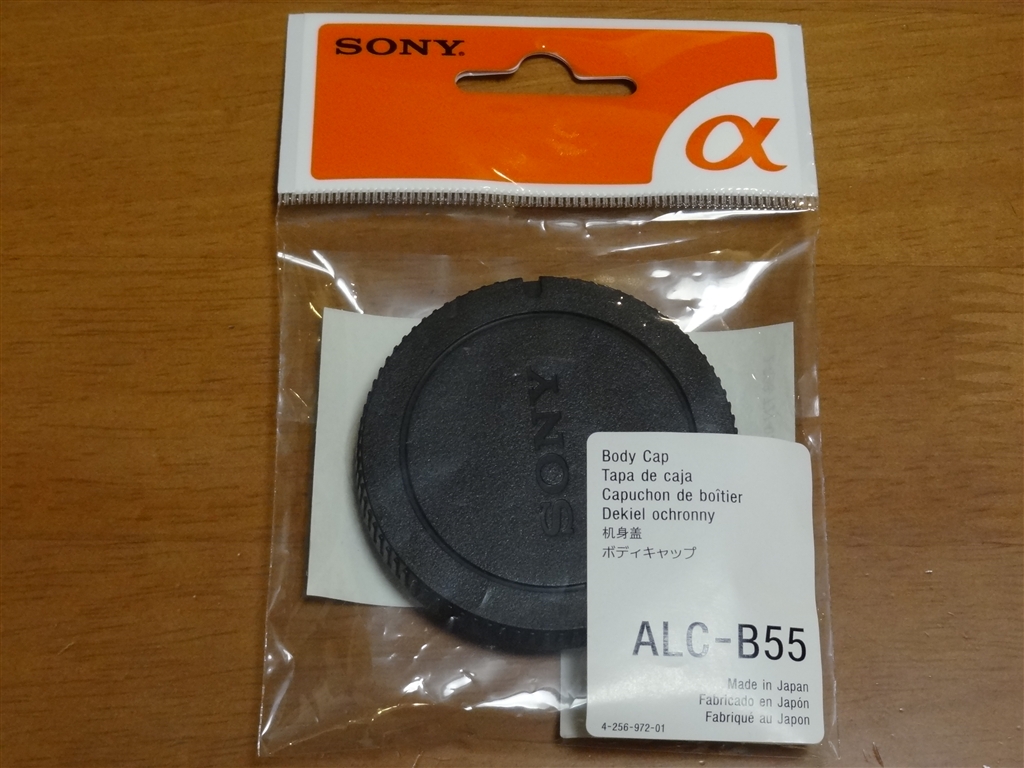 SONY
α
SONY
Body Cap
Tapa de caja
Capuchon de boîtier
Dekiel ochronny
机身盖
ボディキャップ
ALC-B55
Made in Japan
Fabricado en Japón
Fabriqué au Japon
4-256-972-01